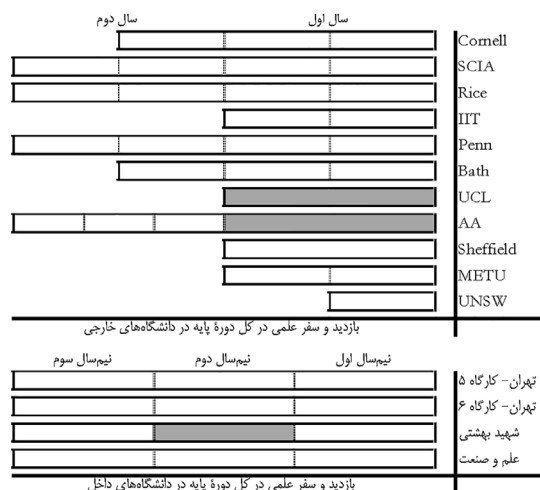 سال اول سال دوم
Cornell
SCIA
Rice
IIT
Penn
Bath
UCL
AA
Sheffield
METU
UNSW
بازدید و سفر علمی در کل دورۀ پایه در دانشگاه‌های خارجی
نیم‌سال اول نیم‌سال دوم نیم‌سال سوم
تهران- کارگاه ۵
تهران- کارگاه ۶
شهید بهشتی
علم و صنعت
بازدید و سفر علمی در کل دورۀ پایه در دانشگاه‌های داخل